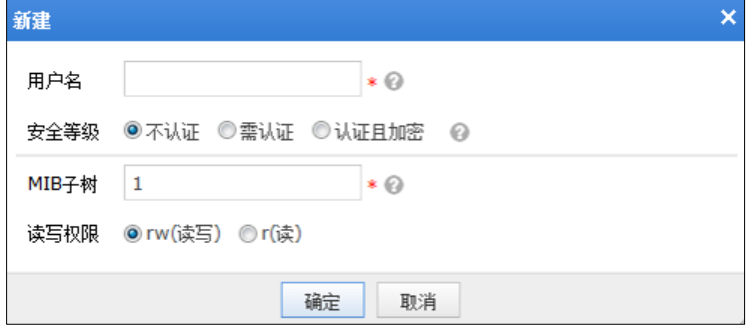 新建
用户名 *
安全等级 不认证 需认证 认证且加密
MIB子树 1 *
读写权限 rw(读写) r(读)
确定 取消